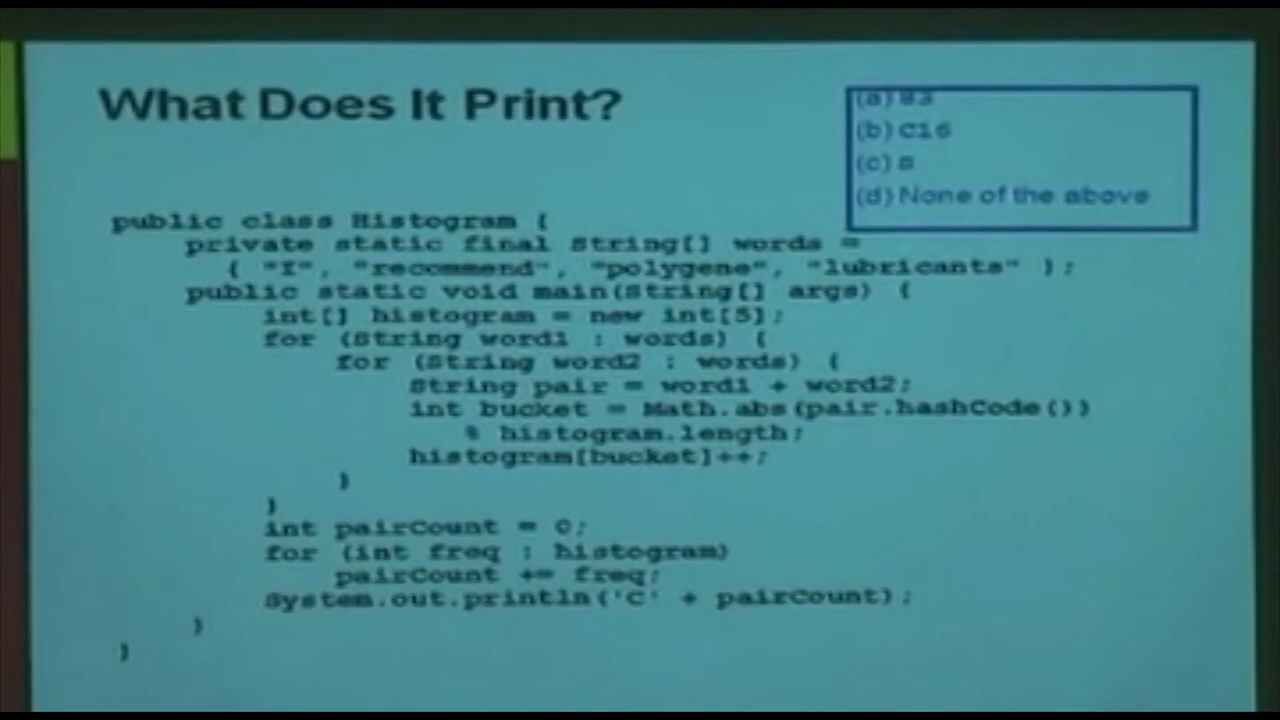 What Does It Print?
(a) 83
(b) C16
(c) S
(d) None of the above
public class Histogram {
private static final String[] words =
{ "I", "recommend", "polygene", "lubricants" };
public static void main(String[] args) {
int[] histogram = new int[5];
for (String word1 : words) {
for (String word2 : words) {
String pair = word1 + word2;
int bucket = Math.abs(pair.hashCode())
% histogram.length;
histogram[bucket]++;
}
}
int pairCount = 0;
for (int freq : histogram)
pairCount += freq;
System.out.println('C' + pairCount);
}
}